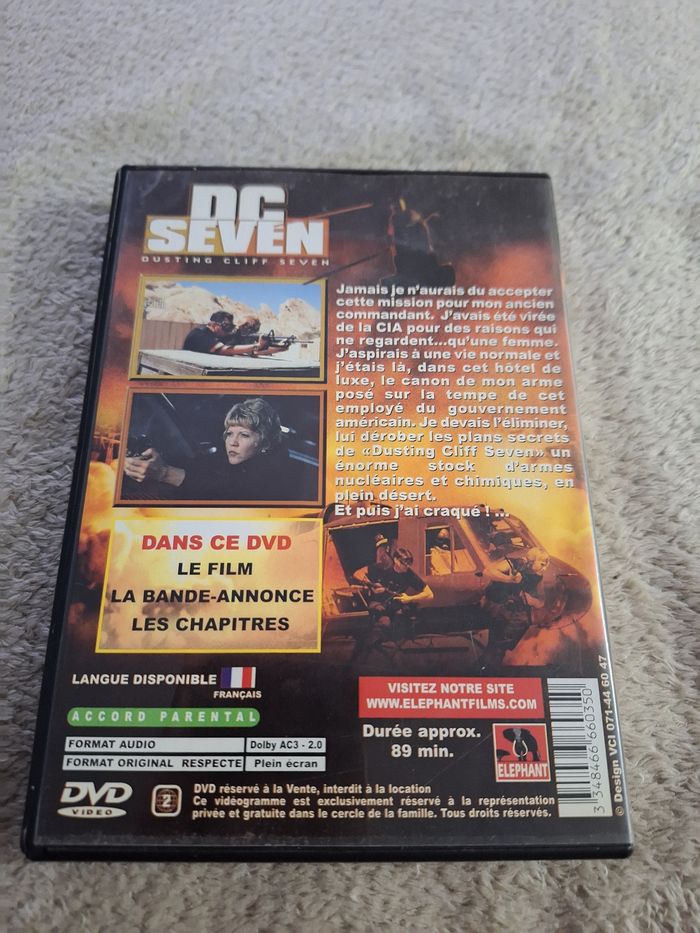 DC
SEVEN
DUSTING CLIFF SEVEN
Jamais je n'aurais du accepter
cette mission pour mon ancien
commandant. J'avais été virée
de la CIA pour des raisons qui
ne regardent...qu'une femme.
J'aspirais à une vie normale et
j'étais là, dans cet hôtel de
luxe, le canon de mon arme
posé sur la tempe de cet
employé du gouvernement
américain. Je devais l'éliminer,
lui dérober les plans secrets
de «Dusting Cliff Seven» un
énorme stock d'armes
nucléaires et chimiques, en
plein désert.
Et puis j'ai craqué ! ...
DANS CE DVD
LE FILM
LA BANDE-ANNONCE
LES CHAPITRES
LANGUE DISPONIBLE
FRANÇAIS
ACCORD PARENTAL
FORMAT AUDIO Dolby AC3 - 2.0
FORMAT ORIGINAL RESPECTE Plein écran
VISITEZ NOTRE SITE
WWW.ELEPHANTFILMS.COM
Durée approx.
89 min.
ELEPHANT
3 348466 660350
© Design VCI 071-44 60 47
DVD
VIDEO
2
DVD réservé à la Vente, interdit à la location
Ce vidéogramme est exclusivement réservé à la représentation
privée et gratuite dans le cercle de la famille. Tous droits réservés.